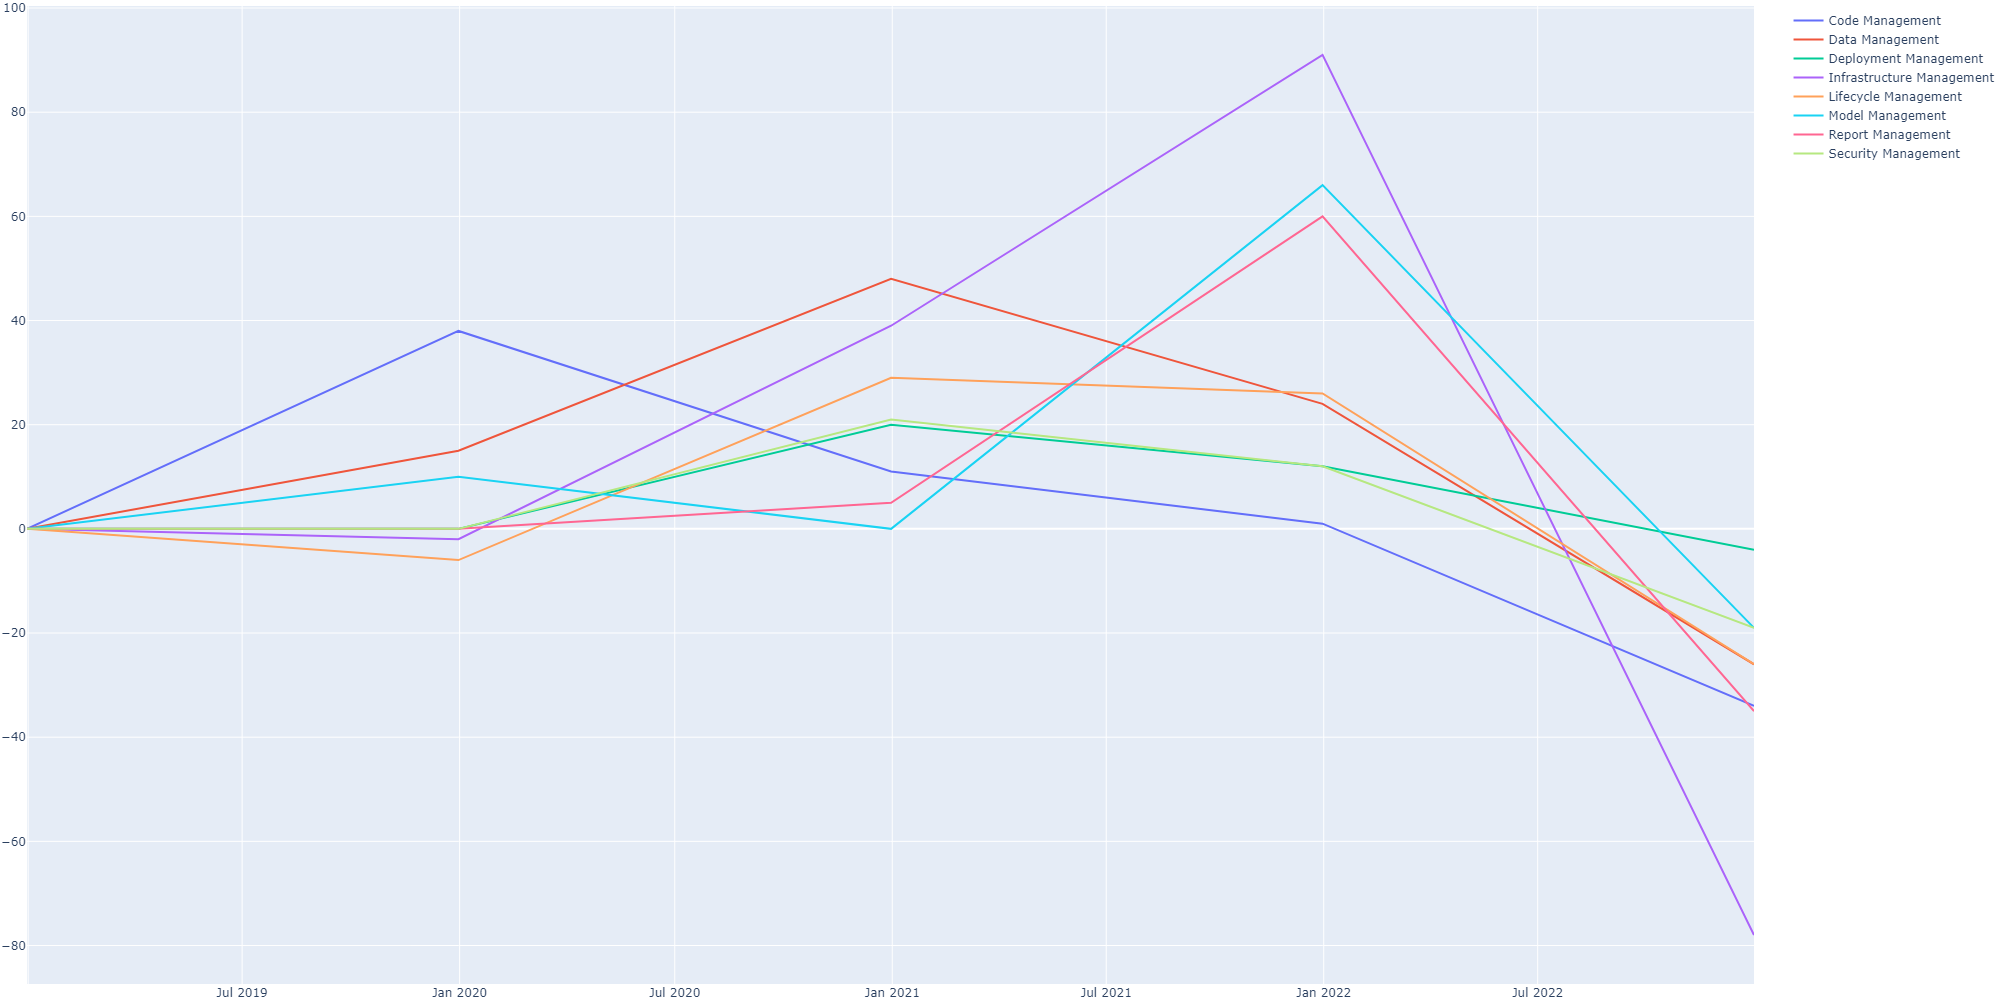 100
80
60
40
20
0
−20
−40
−60
−80
Jul 2019
Jan 2020
Jul 2020
Jan 2021
Jul 2021
Jan 2022
Jul 2022
Code Management
Data Management
Deployment Management
Infrastructure Management
Lifecycle Management
Model Management
Report Management
Security Management